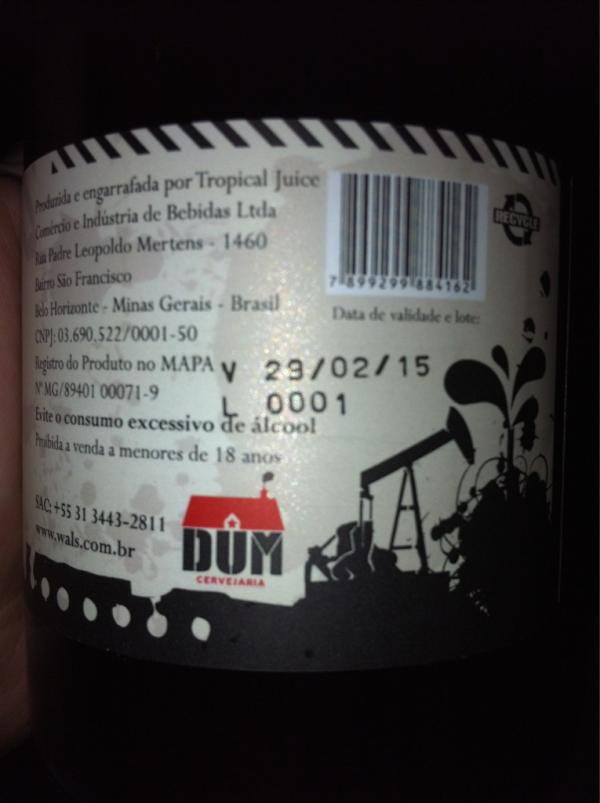 Produzida e engarrafada por Tropical Juice
Comércio e Indústria de Bebidas Ltda
Rua Padre Leopoldo Mertens - 1460
Bairro São Francisco
Belo Horizonte - Minas Gerais - Brasil
CNPJ: 03.690.522/0001-50
Registro do Produto no MAPA
Nº MG/89401 00071-9
Evite o consumo excessivo de álcool
Proibida a venda a menores de 18 anos
SAC: +55 31 3443-2811
www.wals.com.br
DUM
CERVEJARIA
7 899299 884162
RECYCLE
Data de validade e lote:
V 29/02/15
L 0001